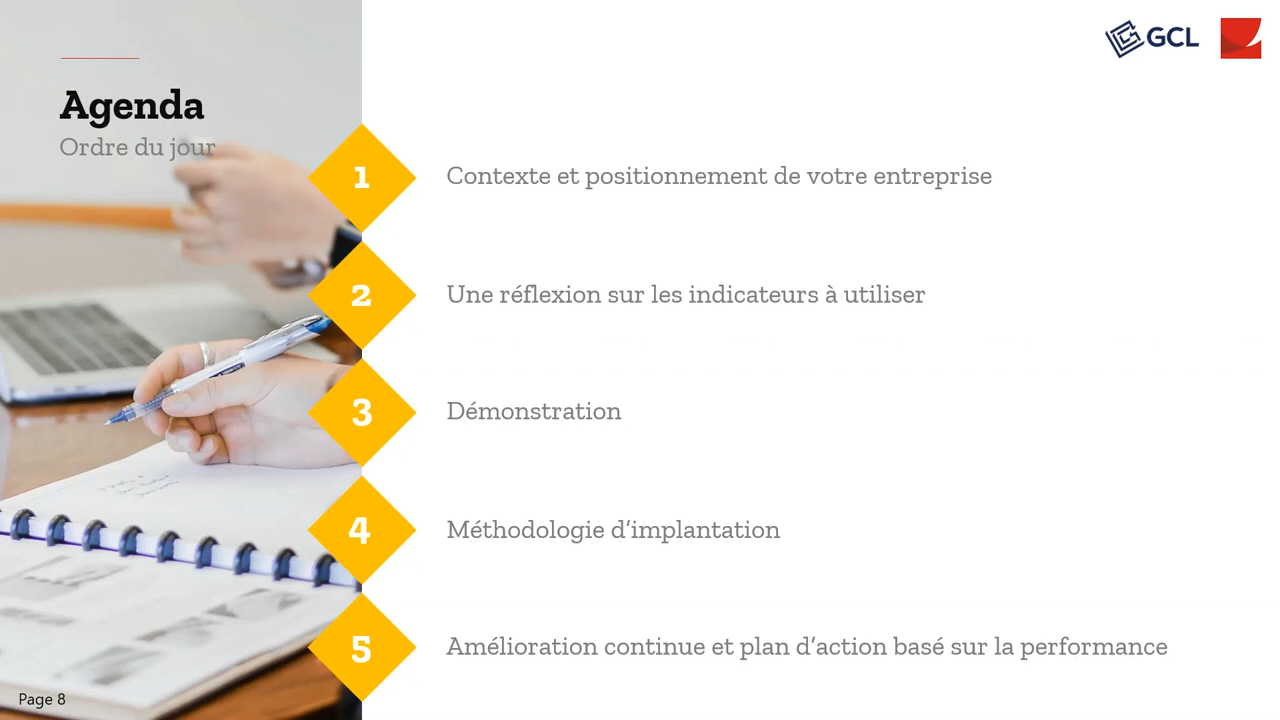 GCL
Agenda
Ordre du jour
1
Contexte et positionnement de votre entreprise
2
Une réflexion sur les indicateurs à utiliser
3
Démonstration
4
Méthodologie d’implantation
5
Amélioration continue et plan d’action basé sur la performance
Page 8